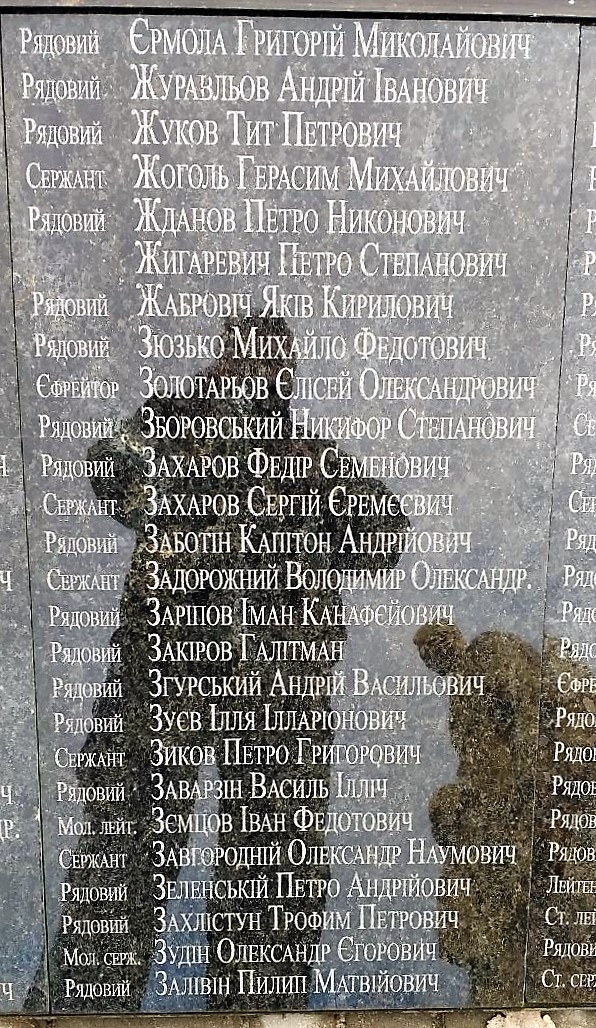 Рядовий Єрмола Григорій Миколайович
Рядовий Журавльов Андрій Іванович
Рядовий Жуков Тит Петрович
Сержант Жоголь Герасим Михайлович
Рядовий Жданов Петро Никонович
Жигаревич Петро Степанович
Рядовий Жабровіч Яків Кирилович
Рядовий Зюзько Михайло Федотович
Єфрейтор Золотарьов Єлісей Олександрович
Рядовий Зборовський Никифор Степанович
Рядовий Захаров Федір Семенович
Сержант Захаров Сергій Єремєєвич
Рядовий Заботін Капітон Андрійович
Сержант Задорожний Володимир Олександр.
Рядовий Заріпов Іман Канафєйович
Рядовий Закіров Галітман
Рядовий Згурський Андрій Васильович
Рядовий Зуєв Ілля Ілларіонович
Сержант Зиков Петро Григорович
Рядовий Заварзін Василь Ілліч
Мол. лейт. Зємцов Іван Федотович
Сержант Завгородній Олександр Наумович
Рядовий Зеленській Петро Андрійович
Рядовий Захлістун Трофим Петрович
Мол. серж. Зудін Олександр Єгорович
Рядовий Залівін Пилип Матвійович